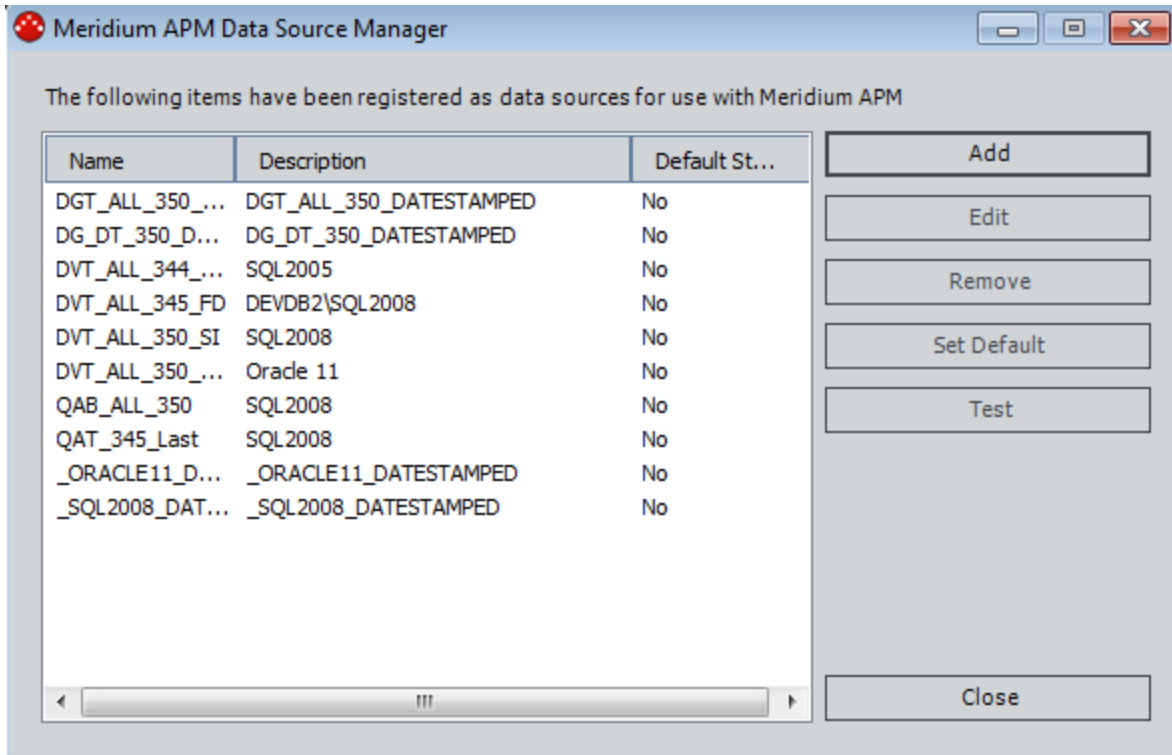 Meridium APM Data Source Manager
The following items have been registered as data sources for use with Meridium APM
Name Description Default St...
DGT_ALL_350_... DGT_ALL_350_DATESTAMPED No
DG_DT_350_D... DG_DT_350_DATESTAMPED No
DVT_ALL_344_... SQL2005 No
DVT_ALL_345_FD DEVDB2\SQL2008 No
DVT_ALL_350_SI SQL2008 No
DVT_ALL_350_... Oracle 11 No
QAB_ALL_350 SQL2008 No
QAT_345_Last SQL2008 No
_ORACLE11_D... _ORACLE11_DATESTAMPED No
_SQL2008_DAT... _SQL2008_DATESTAMPED No
Add
Edit
Remove
Set Default
Test
Close